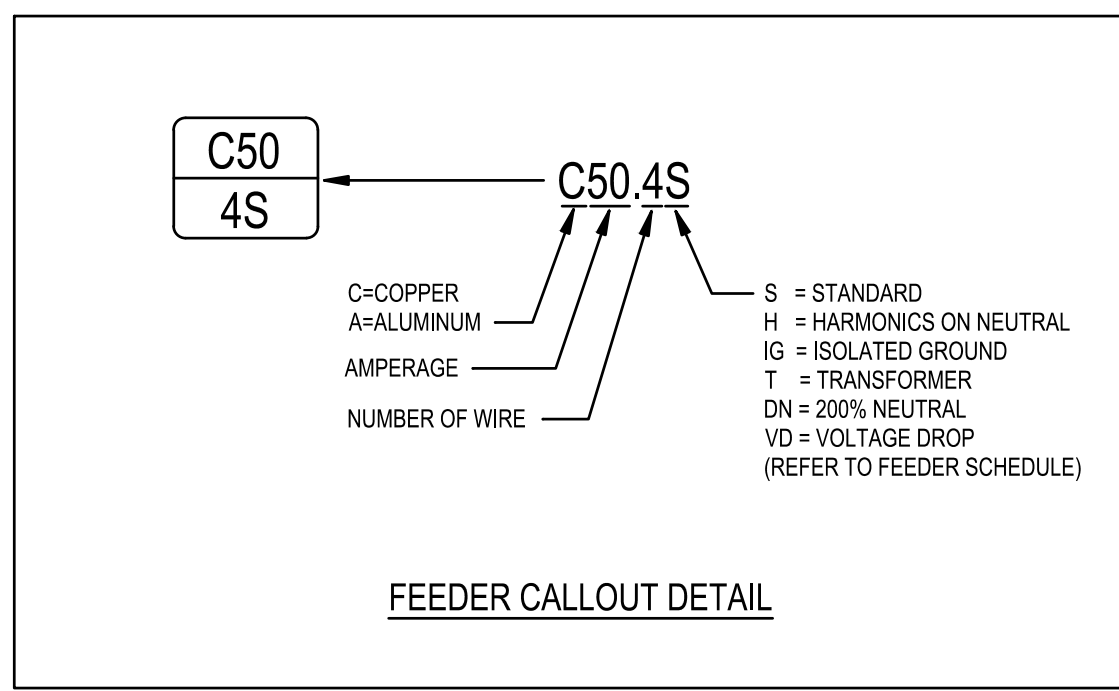 C50
4S
C50.4S
C=COPPER
A=ALUMINUM
AMPERAGE
NUMBER OF WIRE
S = STANDARD
H = HARMONICS ON NEUTRAL
IG = ISOLATED GROUND
T = TRANSFORMER
DN = 200% NEUTRAL
VD = VOLTAGE DROP
(REFER TO FEEDER SCHEDULE)
FEEDER CALLOUT DETAIL